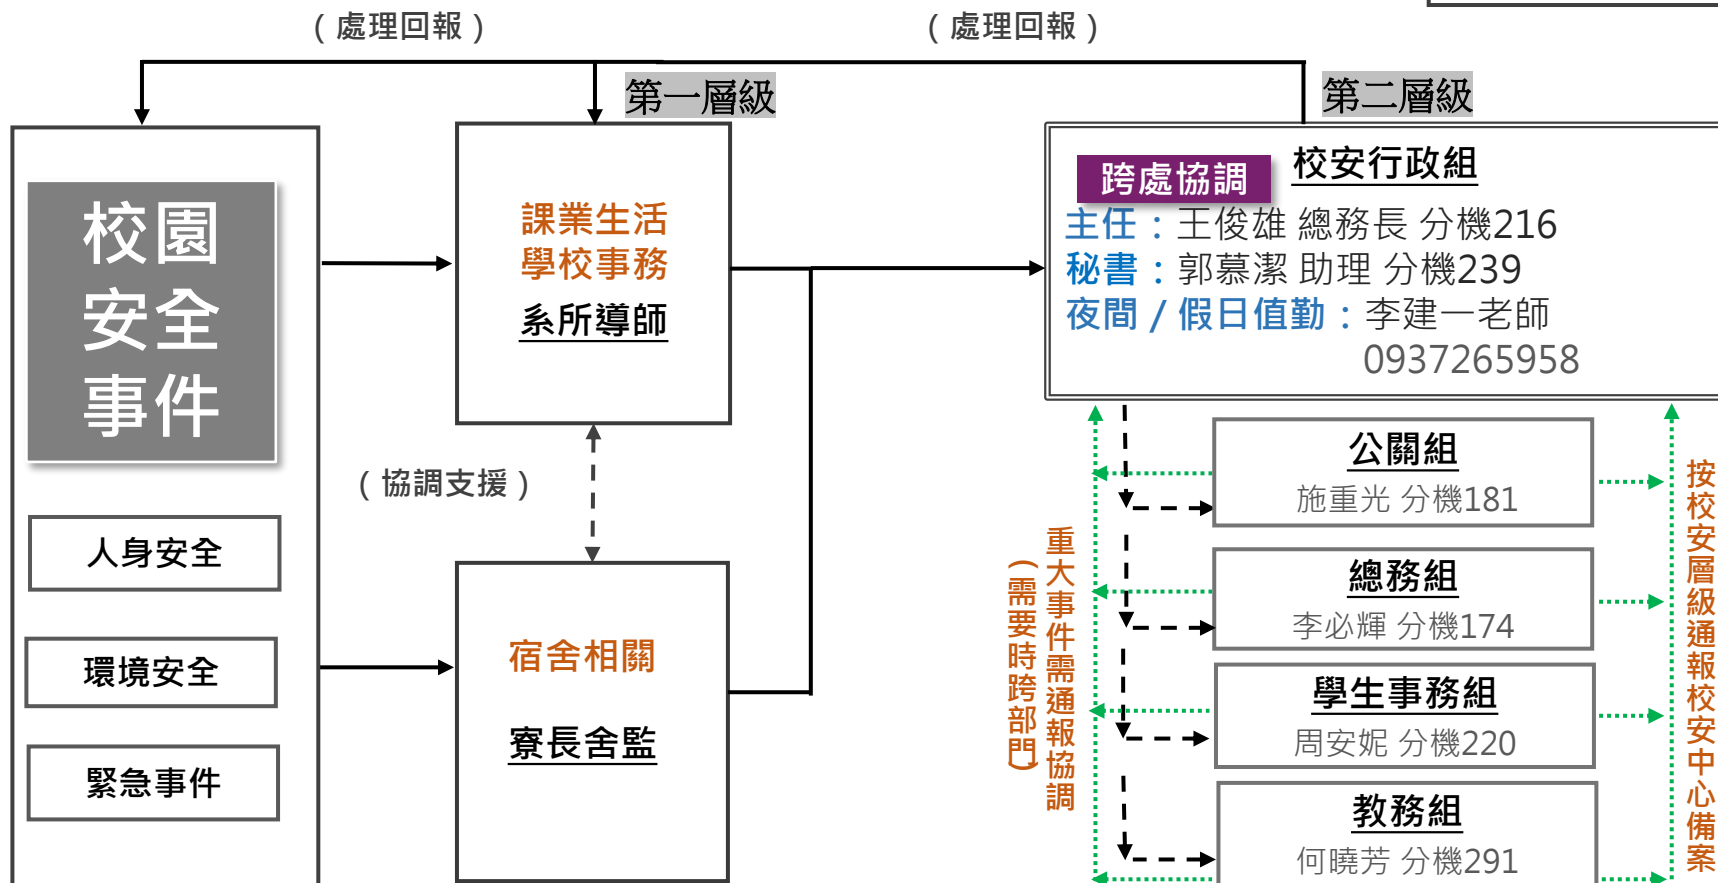 (處理回報)
(處理回報)
第一層級
第二層級
校園
安全
事件
人身安全
環境安全
緊急事件
課業生活
學校事務
系所導師
(協調支援)
宿舍相關
寮長舍監
跨處協調
校安行政組
主任：王俊雄 總務長 分機216
秘書：郭慕潔 助理 分機239
夜間 / 假日值勤：李建一老師
0937265958
公關組
施重光 分機181
總務組
李必輝 分機174
學生事務組
周安妮 分機220
教務組
何曉芳 分機291
重大事件需通報協調
(需要時跨部門)
按校安層級通報校安中心備案